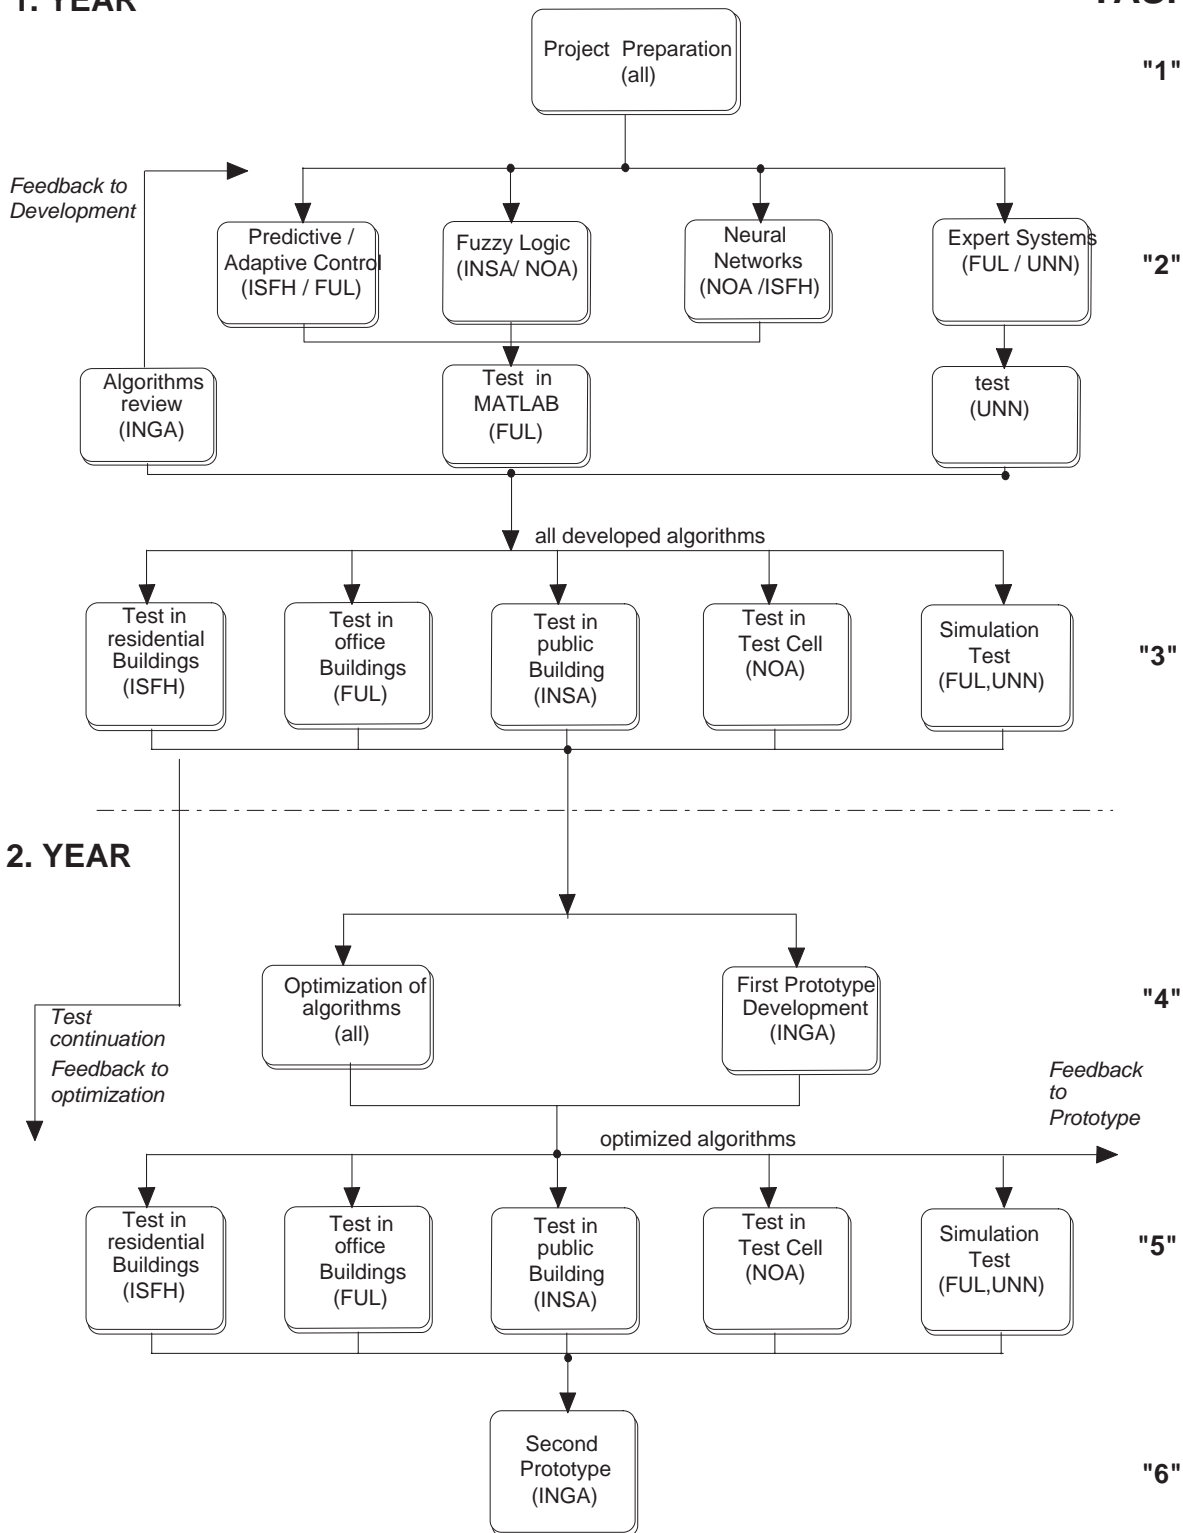 1. YEAR
Project Preparation
(all)
"1"
Feedback to
Development
Predictive /
Adaptive Control
(ISFH / FUL)
Fuzzy Logic
(INSA/ NOA)
Neural
Networks
(NOA /ISFH)
Expert Systems
(FUL / UNN)
"2"
Algorithms
review
(INGA)
Test in
MATLAB
(FUL)
test
(UNN)
all developed algorithms
Test in
residential
Buildings
(ISFH)
Test in
office
Buildings
(FUL)
Test in
public
Building
(INSA)
Test in
Test Cell
(NOA)
Simulation
Test
(FUL,UNN)
"3"
2. YEAR
Optimization of
algorithms
(all)
First Prototype
Development
(INGA)
"4"
Test
continuation
Feedback to
optimization
Feedback
to
Prototype
optimized algorithms
Test in
residential
Buildings
(ISFH)
Test in
office
Buildings
(FUL)
Test in
public
Building
(INSA)
Test in
Test Cell
(NOA)
Simulation
Test
(FUL,UNN)
"5"
Second
Prototype
(INGA)
"6"